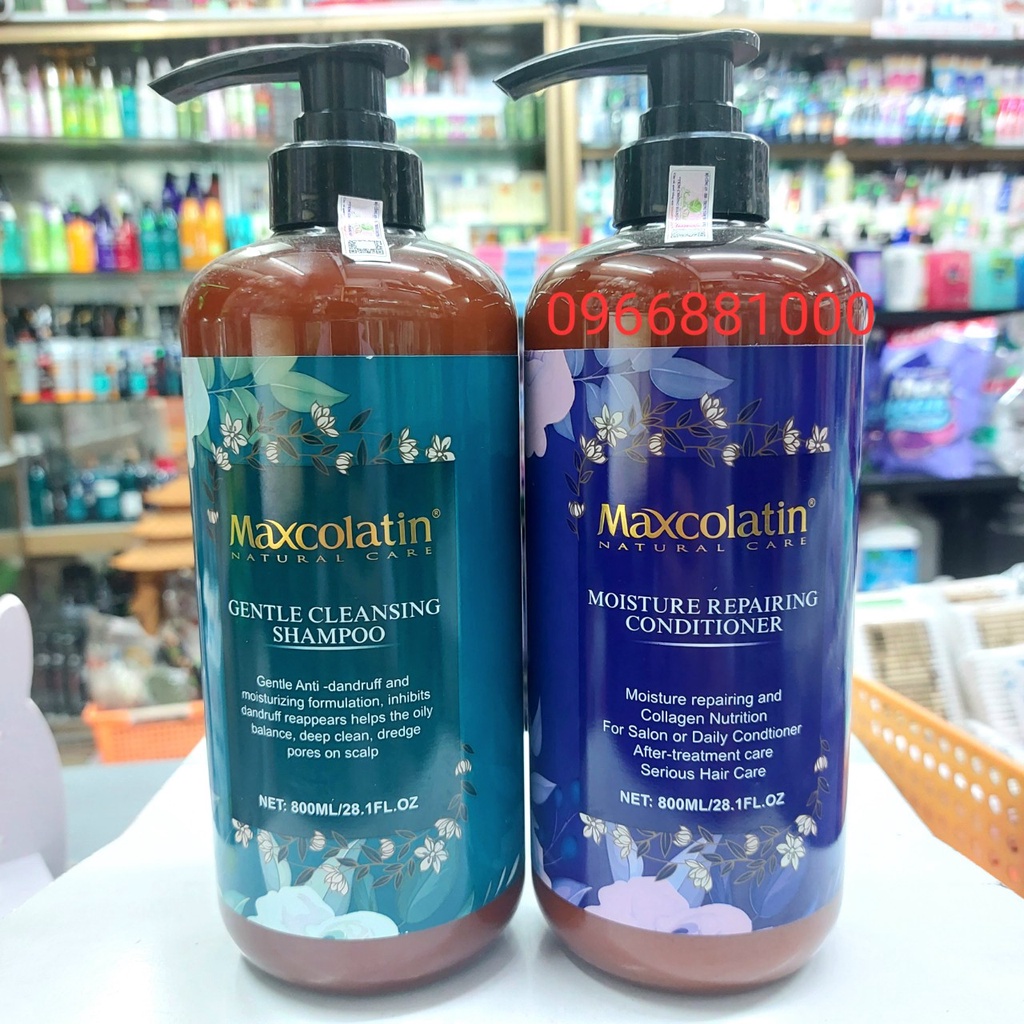 0966881000
Maxcolatin®
NATURAL CARE
GENTLE CLEANSING
SHAMPOO
Gentle Anti -dandruff and
moisturizing formulation, inhibits
dandruff reappears helps the oily
balance, deep clean, dredge
pores on scalp
NET: 800ML/28.1FL.OZ
Maxcolatin®
NATURAL CARE
MOISTURE REPAIRING
CONDITIONER
Moisture repairing and
Collagen Nutrition
For Salon or Daily Condtioner
After-treatment care
Serious Hair Care
NET: 800ML/28.1FL.OZ